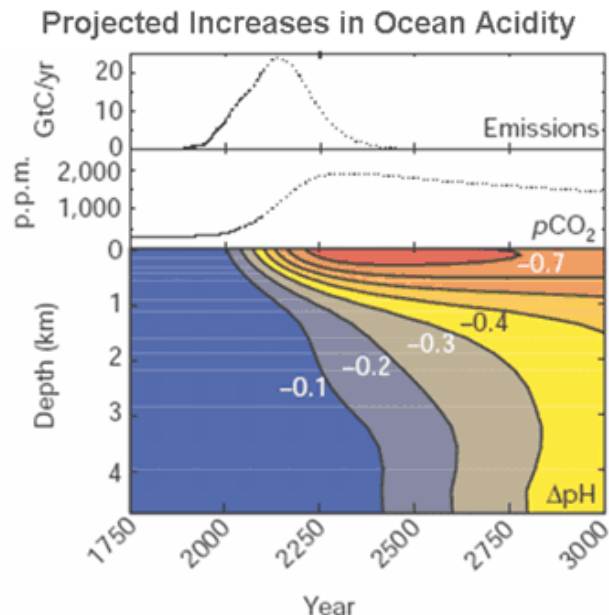 Projected Increases in Ocean Acidity
GtC/yr
20
10
0
Emissions
p.p.m.
2,000
1,000
pCO₂
Depth (km)
0
1
2
3
4
−0.7
−0.4
−0.3
−0.2
−0.1
ΔpH
1750 2000 2250 2500 2750 3000
Year